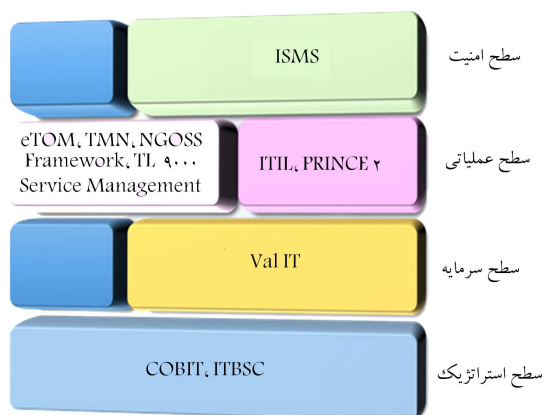 ISMS
سطح امنیت
eTOM، TMN، NGOSS
Framework، TL ۹۰۰۰
Service Management
ITIL، PRINCE ۲
سطح عملیاتی
Val IT
سطح سرمایه
COBIT، ITBSC
سطح استراتژیک